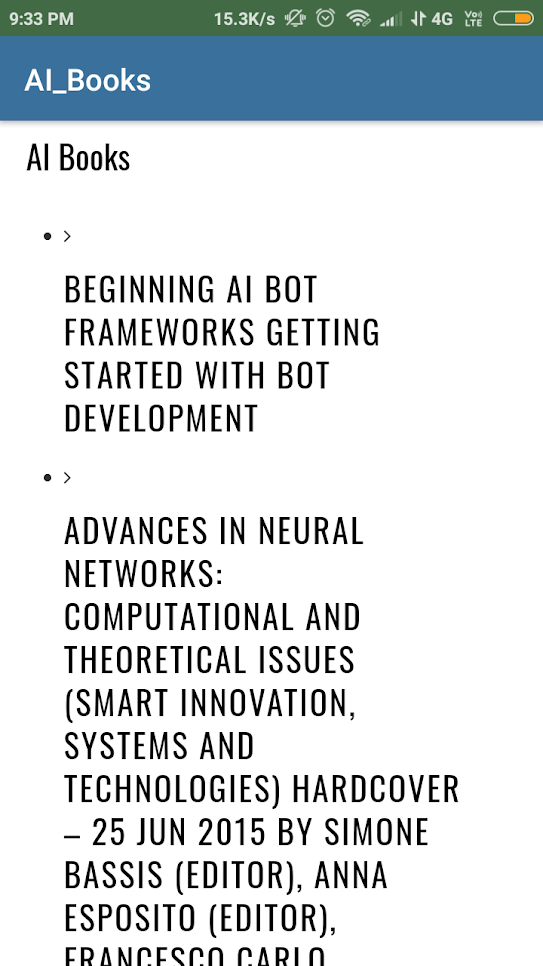 9:33 PM 15.3K/s 4G Vo) LTE
AI_Books
AI Books
• >
BEGINNING AI BOT
FRAMEWORKS GETTING
STARTED WITH BOT
DEVELOPMENT
• >
ADVANCES IN NEURAL
NETWORKS:
COMPUTATIONAL AND
THEORETICAL ISSUES
(SMART INNOVATION,
SYSTEMS AND
TECHNOLOGIES) HARDCOVER
– 25 JUN 2015 BY SIMONE
BASSIS (EDITOR), ANNA
ESPOSITO (EDITOR),
FRANCESCO CARLO